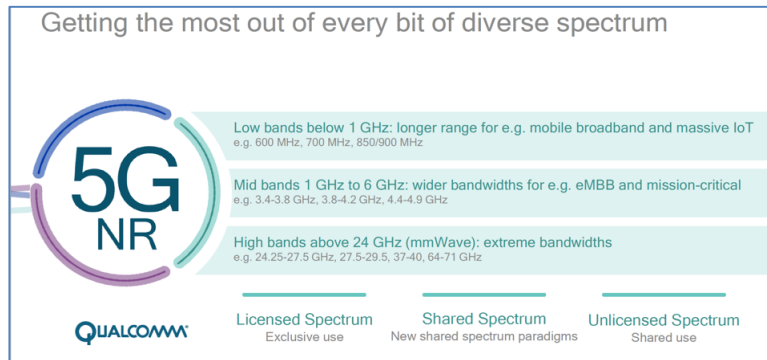 Getting the most out of every bit of diverse spectrum
5G
NR
Low bands below 1 GHz: longer range for e.g. mobile broadband and massive IoT
e.g. 600 MHz, 700 MHz, 850/900 MHz
Mid bands 1 GHz to 6 GHz: wider bandwidths for e.g. eMBB and mission-critical
e.g. 3.4-3.8 GHz, 3.8-4.2 GHz, 4.4-4.9 GHz
High bands above 24 GHz (mmWave): extreme bandwidths
e.g. 24.25-27.5 GHz, 27.5-29.5, 37-40, 64-71 GHz
QUALCOMM®
Licensed Spectrum
Exclusive use
Shared Spectrum
New shared spectrum paradigms
Unlicensed Spectrum
Shared use